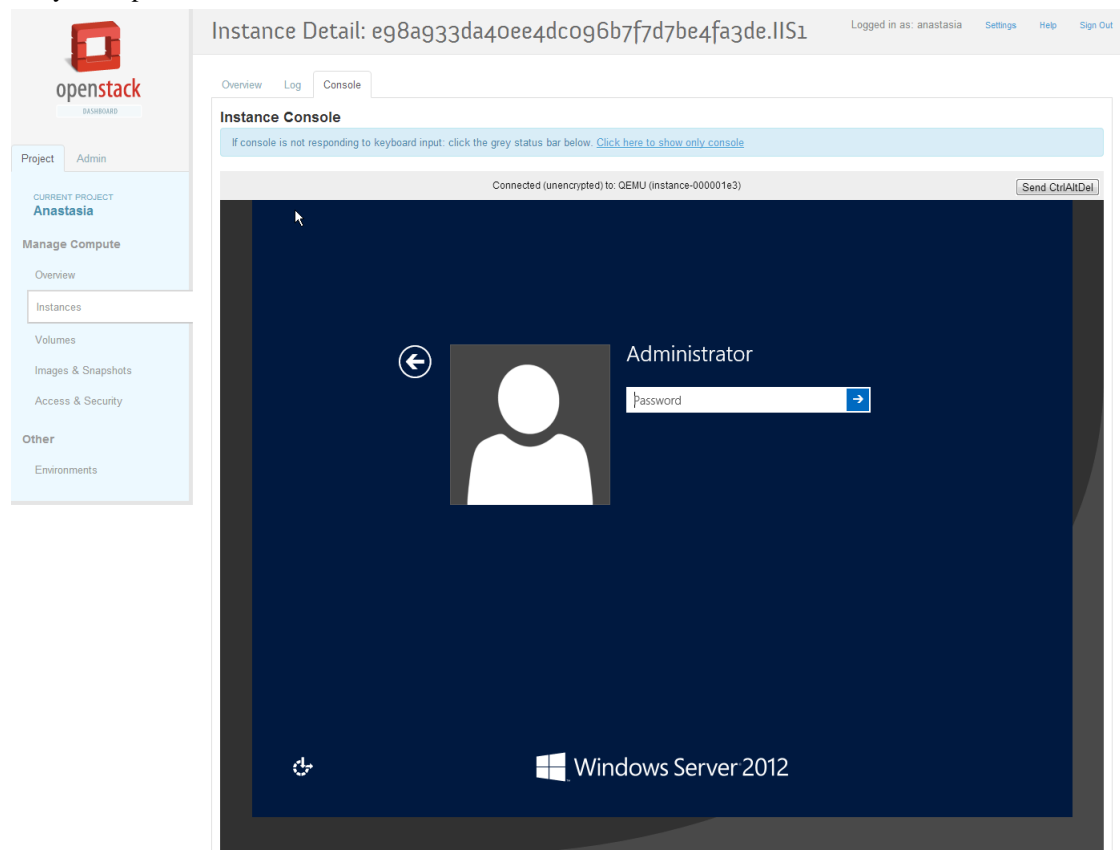 Instance Detail: e98a933da40ee4dc096b7f7d7be4fa3de.IIS1
Logged in as: anastasia Settings Help Sign Out
openstack
DASHBOARD
Project Admin
CURRENT PROJECT
Anastasia
Manage Compute
Overview
Instances
Volumes
Images & Snapshots
Access & Security
Other
Environments
Overview Log Console
Instance Console
If console is not responding to keyboard input: click the grey status bar below. Click here to show only console
Connected (unencrypted) to: QEMU (instance-000001e3)
Send CtrlAltDel
Administrator
Password
Windows Server 2012